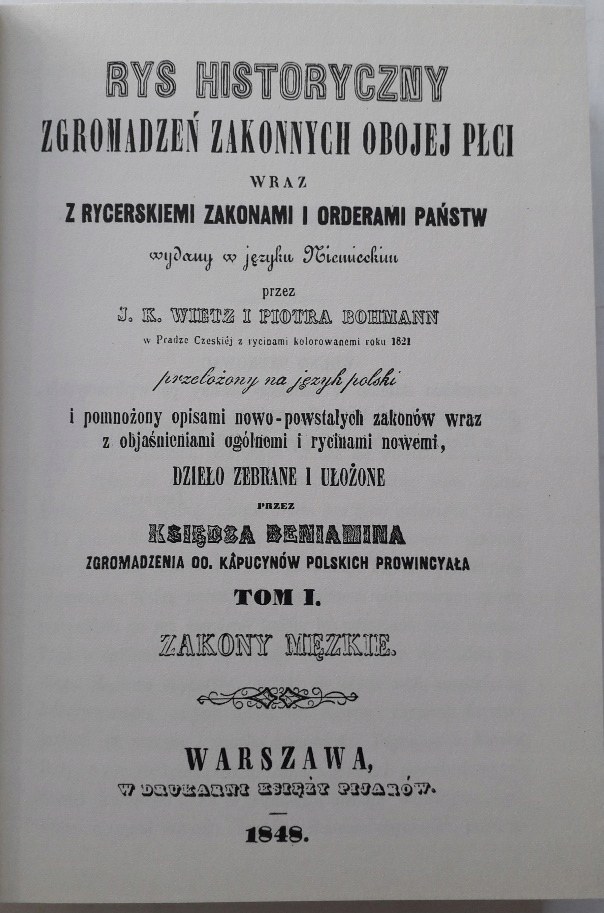 RYS HISTORYCZNY
ZGROMADZEŃ ZAKONNYCH OBOJEJ PŁCI
WRAZ
Z RYCERSKIEMI ZAKONAMI I ORDERAMI PAŃSTW
wydany w języku Niemieckim
przez
J. K. WIETZ I PIOTRA BOHMANN
w Pradze Czeskiéj z rycinami kolorowanemi roku 1821
przełożony na język polski
i pomnożony opisami nowo-powstałych zakonów wraz
z objaśnieniami ogólnemi i rycinami nowemi,
DZIEŁO ZEBRANE I UŁOŻONE
PRZEZ
KSIĘDZA BENIAMINA
ZGROMADZENIA OO. KÂPUCYNÓW POLSKICH PROWINCYAŁA
TOM I.
ZAKONY MĘZKIE.
WARSZAWA,
W DRUKARNI KSIĘŻY PIJARÓW.
1848.